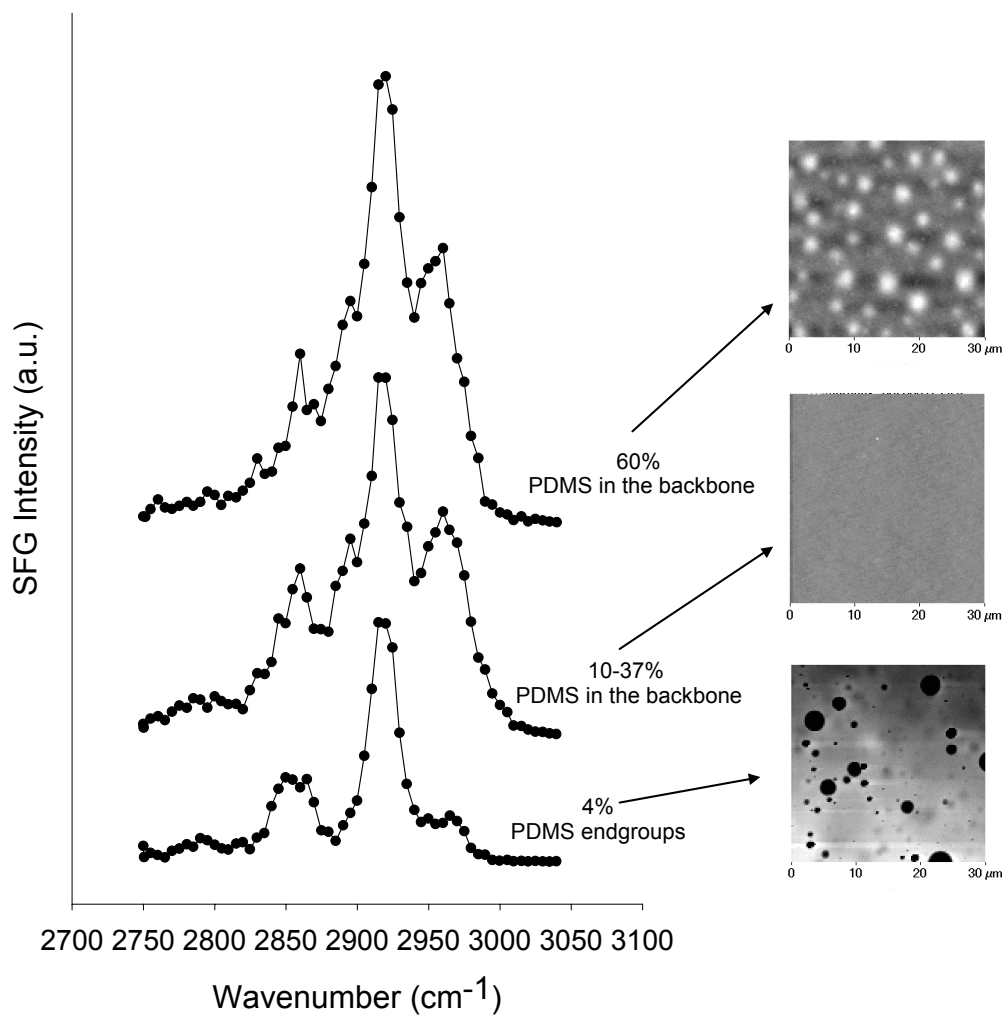 SFG Intensity (a.u.)
0 10 20 30 μm
60%
PDMS in the backbone
0 10 20 30 μm
10-37%
PDMS in the backbone
4%
PDMS endgroups
0 10 20 30 μm
2700 2750 2800 2850 2900 2950 3000 3050 3100
Wavenumber (cm-1)